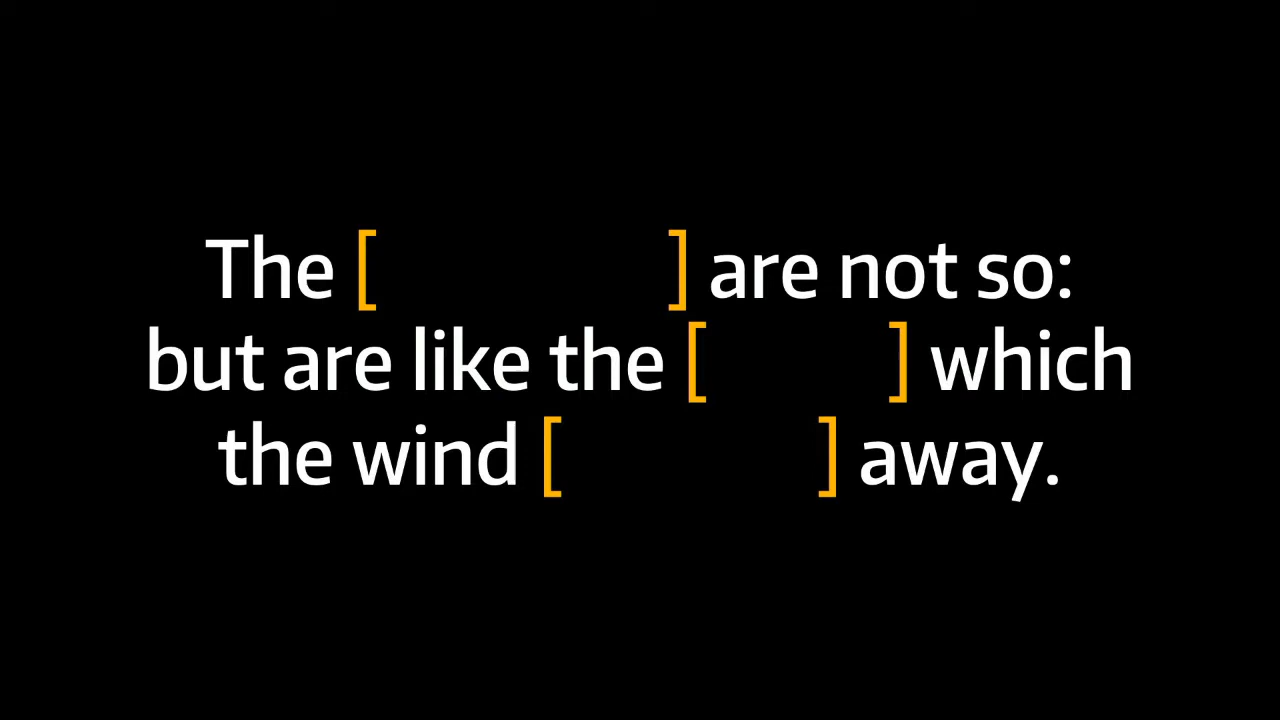 The [ ] are not so:
but are like the [ ] which
the wind [ ] away.